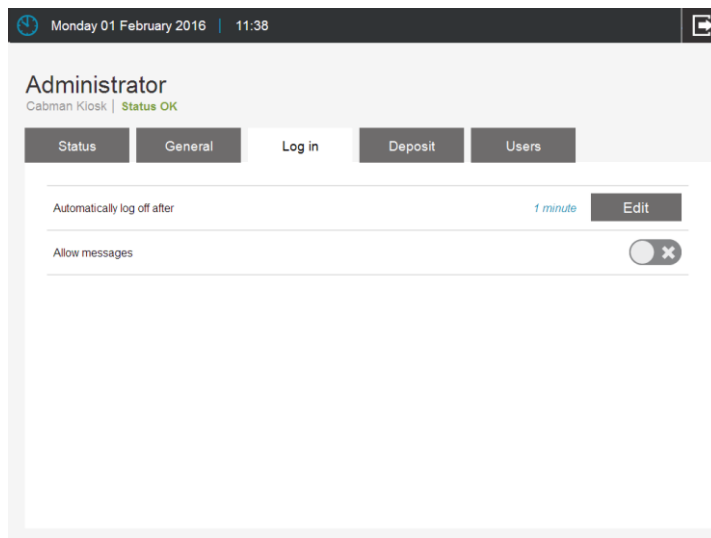 Monday 01 February 2016 | 11:38
Administrator
Cabman Kiosk | Status OK
Status General Log in Deposit Users
Automatically log off after 1 minute Edit
Allow messages